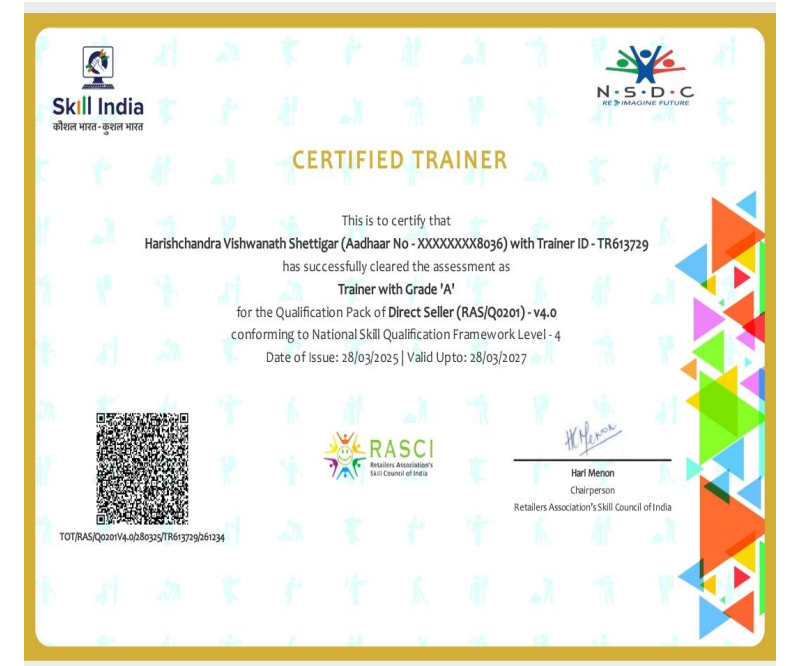 Skill India
कौशल भारत - कुशल भारत
N·S·D·C
RE IMAGINE FUTURE
CERTIFIED TRAINER
This is to certify that
Harishchandra Vishwanath Shettigar (Aadhaar No - XXXXXXXX8036) with Trainer ID - TR613729
has successfully cleared the assessment as
Trainer with Grade 'A'
for the Qualification Pack of Direct Seller (RAS/Q0201) - v4.0
conforming to National Skill Qualification Framework Level - 4
Date of Issue: 28/03/2025 | Valid Upto: 28/03/2027
RASCI
Retailers Association's
Skill Council of India
HMenon
Hari Menon
Chairperson
Retailers Association's Skill Council of India
TOT/RAS/Q0201V4.0/280325/TR613729/261234